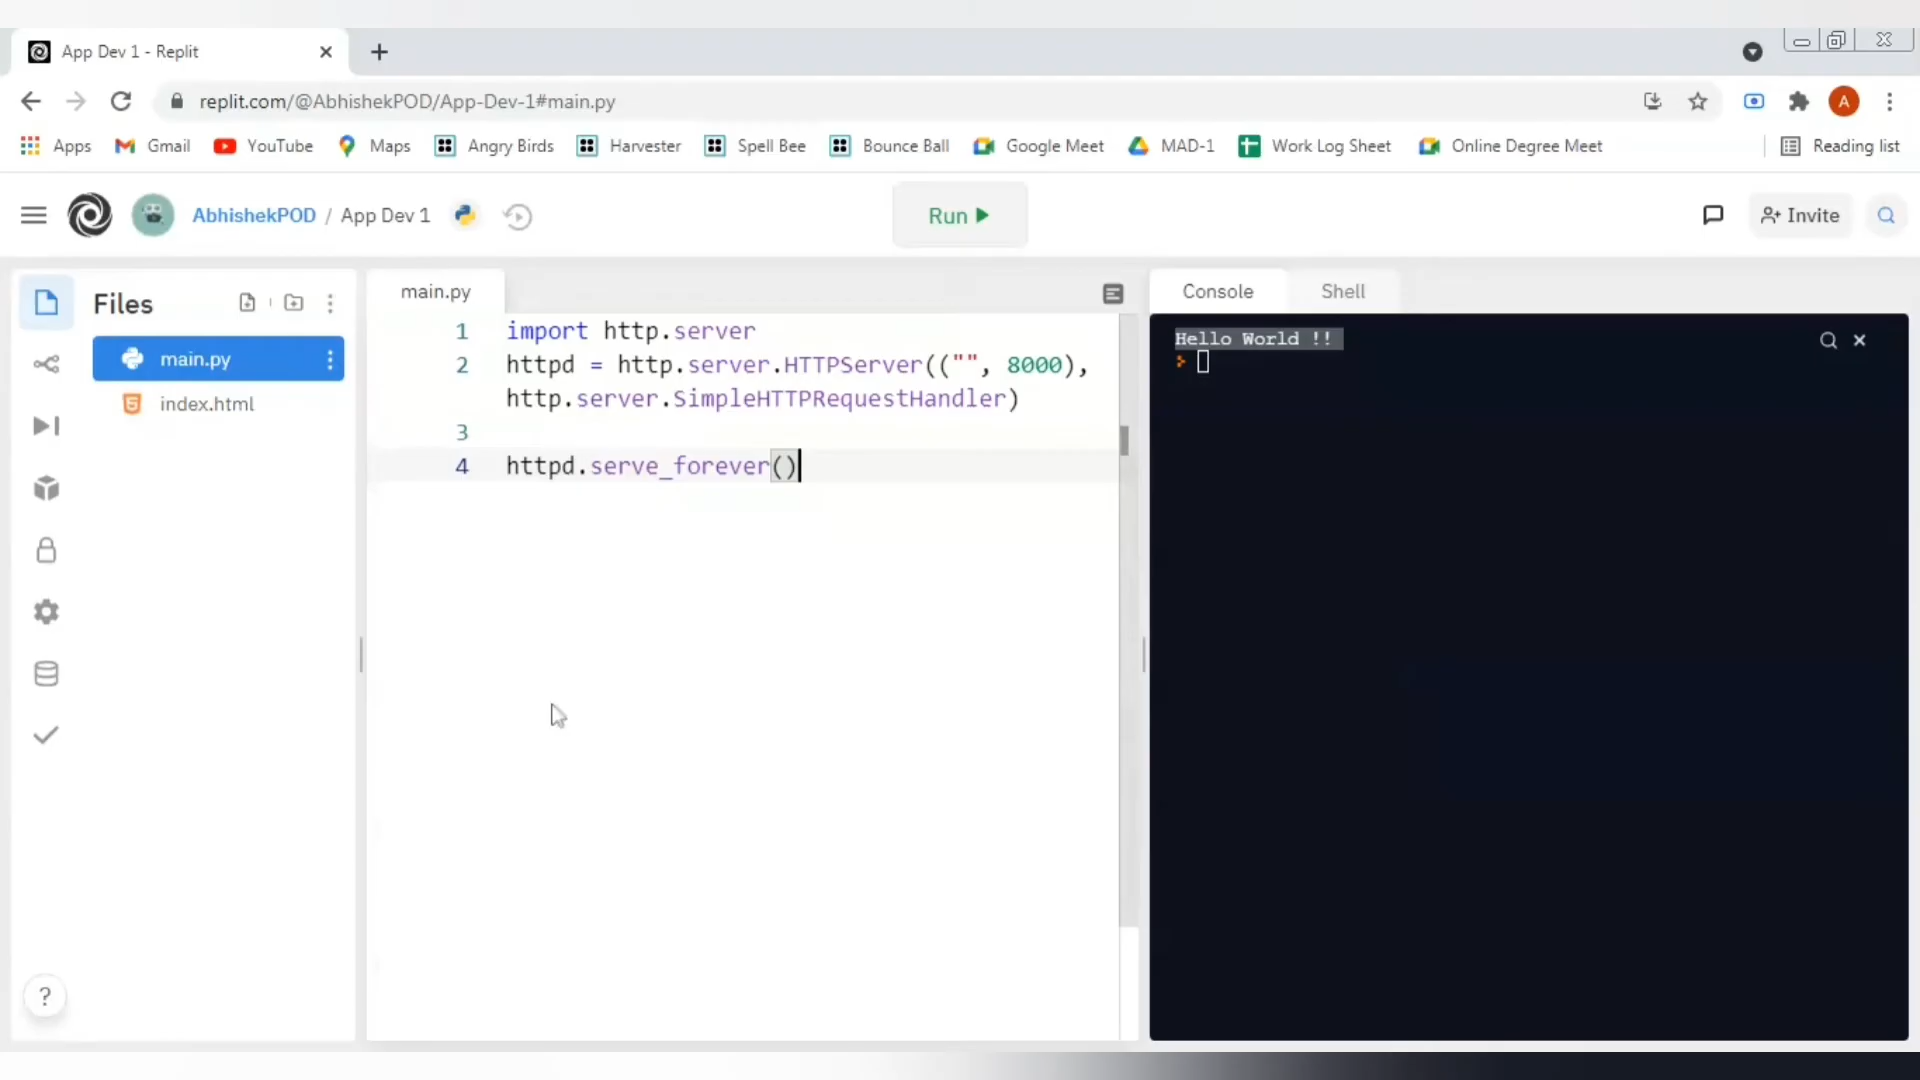 App Dev 1 - Replit
replit.com/@AbhishekPOD/App-Dev-1#main.py
A
Apps Gmail YouTube Maps Angry Birds Harvester Spell Bee Bounce Ball Google Meet MAD-1 Work Log Sheet Online Degree Meet Reading list
AbhishekPOD / App Dev 1
Run
Invite
Files
main.py
index.html
main.py
1 import http.server
2 httpd = http.server.HTTPServer(("", 8000),
http.server.SimpleHTTPRequestHandler)
3
4 httpd.serve_forever()
Console Shell
Hello World !!
>
?